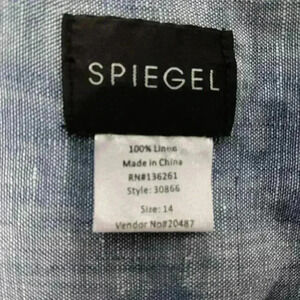 SPIEGEL
100% Linen
Made in China
RN#136261
Style: 30866
Size: 14
Vendor No#20487